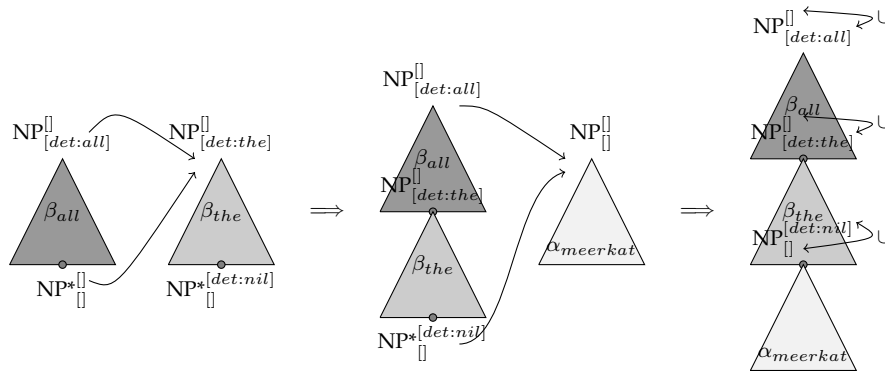 NP[]
[det:all]
β_all
NP*[]
[]
NP[]
[det:the]
β_the
NP*[det:nil]
[]
⟹
NP[]
[det:all]
β_all
NP[]
[det:the]
β_the
NP*[det:nil]
[]
NP[]
[]
α_meerkat
⟹
NP[]
[det:all]
∪
β_all
NP[]
[det:the]
∪
β_the
NP[det:nil]
[]
∪
α_meerkat